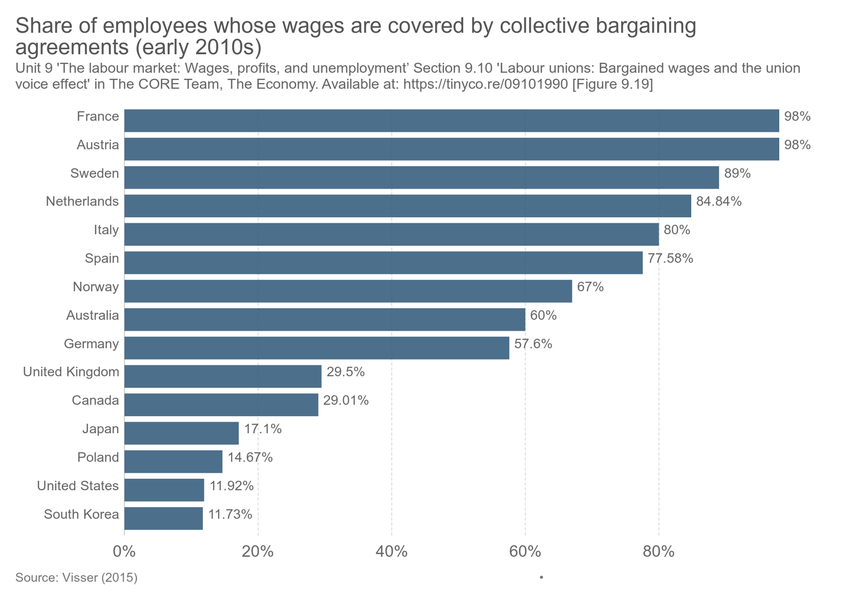 Share of employees whose wages are covered by collective bargaining
agreements (early 2010s)
Unit 9 'The labour market: Wages, profits, and unemployment’ Section 9.10 'Labour unions: Bargained wages and the union
voice effect' in The CORE Team, The Economy. Available at: https://tinyco.re/09101990 [Figure 9.19]
France 98%
Austria 98%
Sweden 89%
Netherlands 84.84%
Italy 80%
Spain 77.58%
Norway 67%
Australia 60%
Germany 57.6%
United Kingdom 29.5%
Canada 29.01%
Japan 17.1%
Poland 14.67%
United States 11.92%
South Korea 11.73%
0% 20% 40% 60% 80%
Source: Visser (2015)